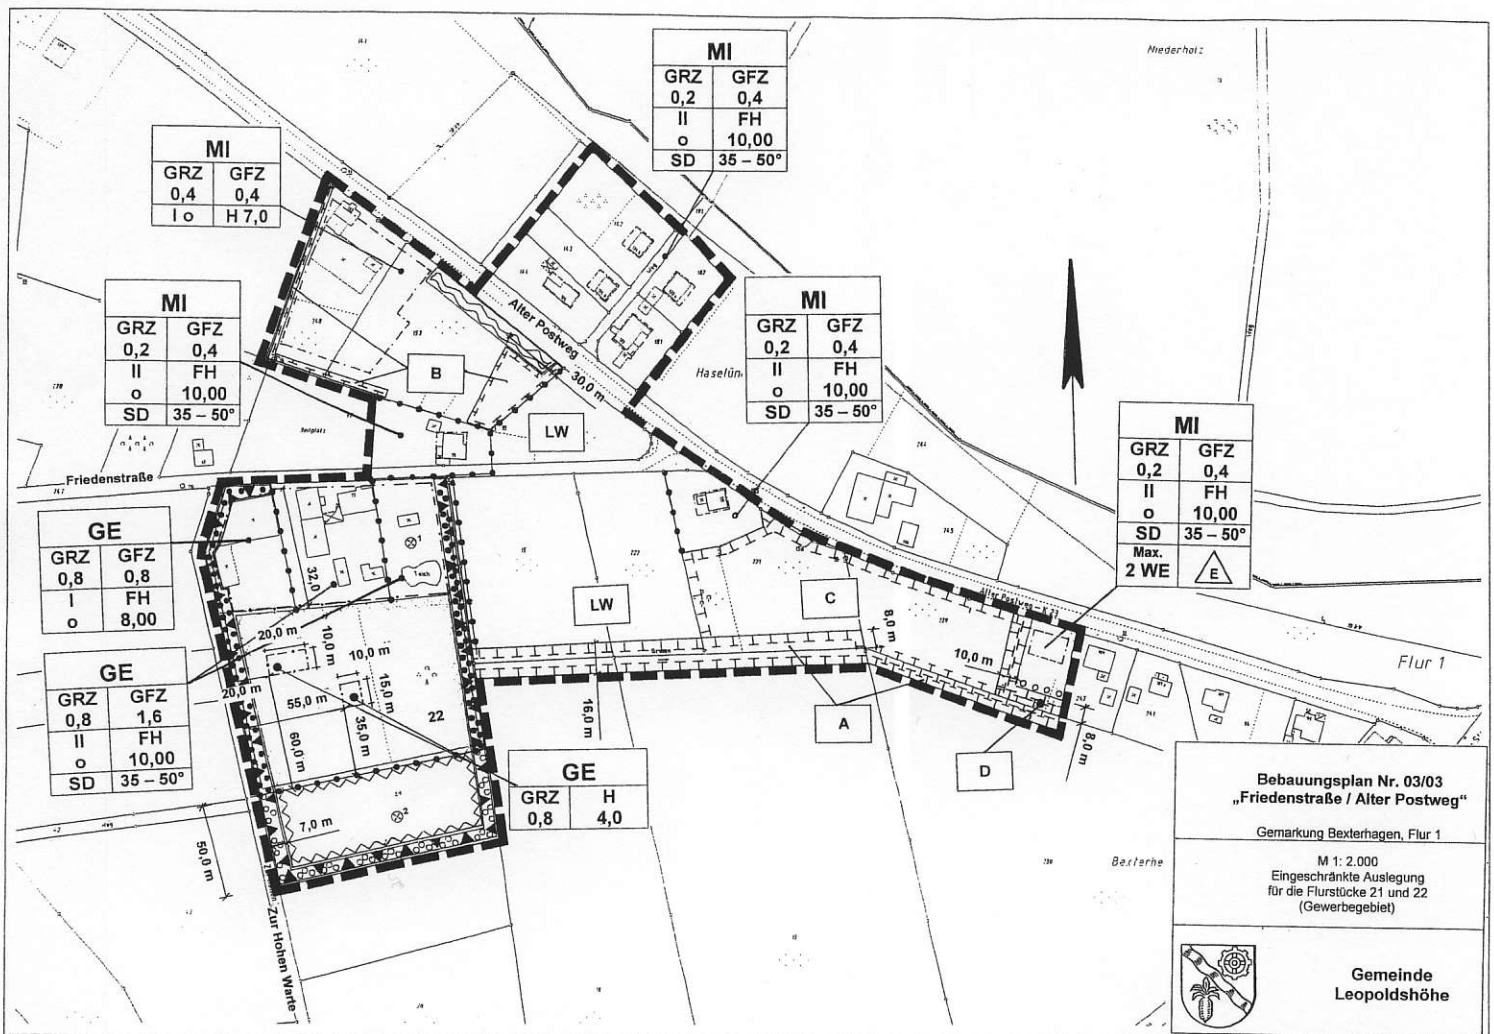 Niederholz
MI
GRZ GFZ
0,2 0,4
II FH
o 10,00
SD 35 – 50°
MI
GRZ GFZ
0,4 0,4
I o H 7,0
MI
GRZ GFZ
0,2 0,4
II FH
o 10,00
SD 35 – 50°
MI
GRZ GFZ
0,2 0,4
II FH
o 10,00
SD 35 – 50°
MI
GRZ GFZ
0,2 0,4
II FH
o 10,00
SD 35 – 50°
Max.
2 WE E
Alter Postweg
30,0 m
Haselün
B
LW
Friedenstraße
GE
GRZ GFZ
0,8 0,8
I FH
o 8,00
Teich
32,0
LW
C
A
D
8,0 m
10,0 m
8,0 m
Alter Postweg - K 23
Flur 1
GE
GRZ GFZ
0,8 1,6
II FH
o 10,00
SD 35 – 50°
20,0 m
10,0 m
10,0 m
20,0 m
15,0 m
55,0 m
35,0 m
60,0 m
22
16,0 m
GE
GRZ H
0,8 4,0
7,0 m
50,0 m
Zur Hohen Warte
Bexterhe
Bebauungsplan Nr. 03/03
„Friedenstraße / Alter Postweg“
Gemarkung Bexterhagen, Flur 1
M 1: 2.000
Eingeschränkte Auslegung
für die Flurstücke 21 und 22
(Gewerbegebiet)
Gemeinde
Leopoldshöhe